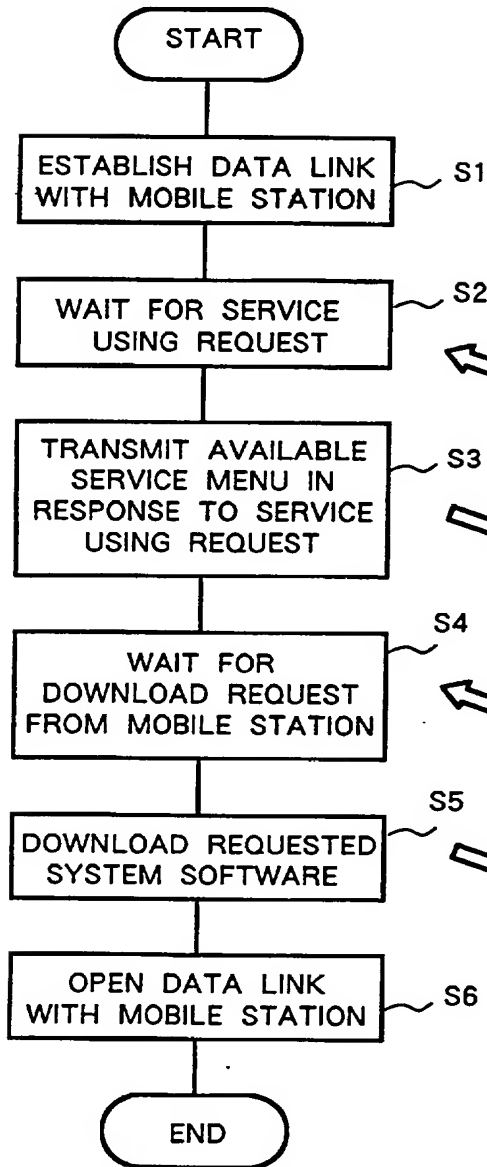 START
ESTABLISH DATA LINK
WITH MOBILE STATION
S1
WAIT FOR SERVICE
USING REQUEST
S2
TRANSMIT AVAILABLE
SERVICE MENU IN
RESPONSE TO SERVICE
USING REQUEST
S3
WAIT FOR
DOWNLOAD REQUEST
FROM MOBILE STATION
S4
DOWNLOAD REQUESTED
SYSTEM SOFTWARE
S5
OPEN DATA LINK
WITH MOBILE STATION
S6
END